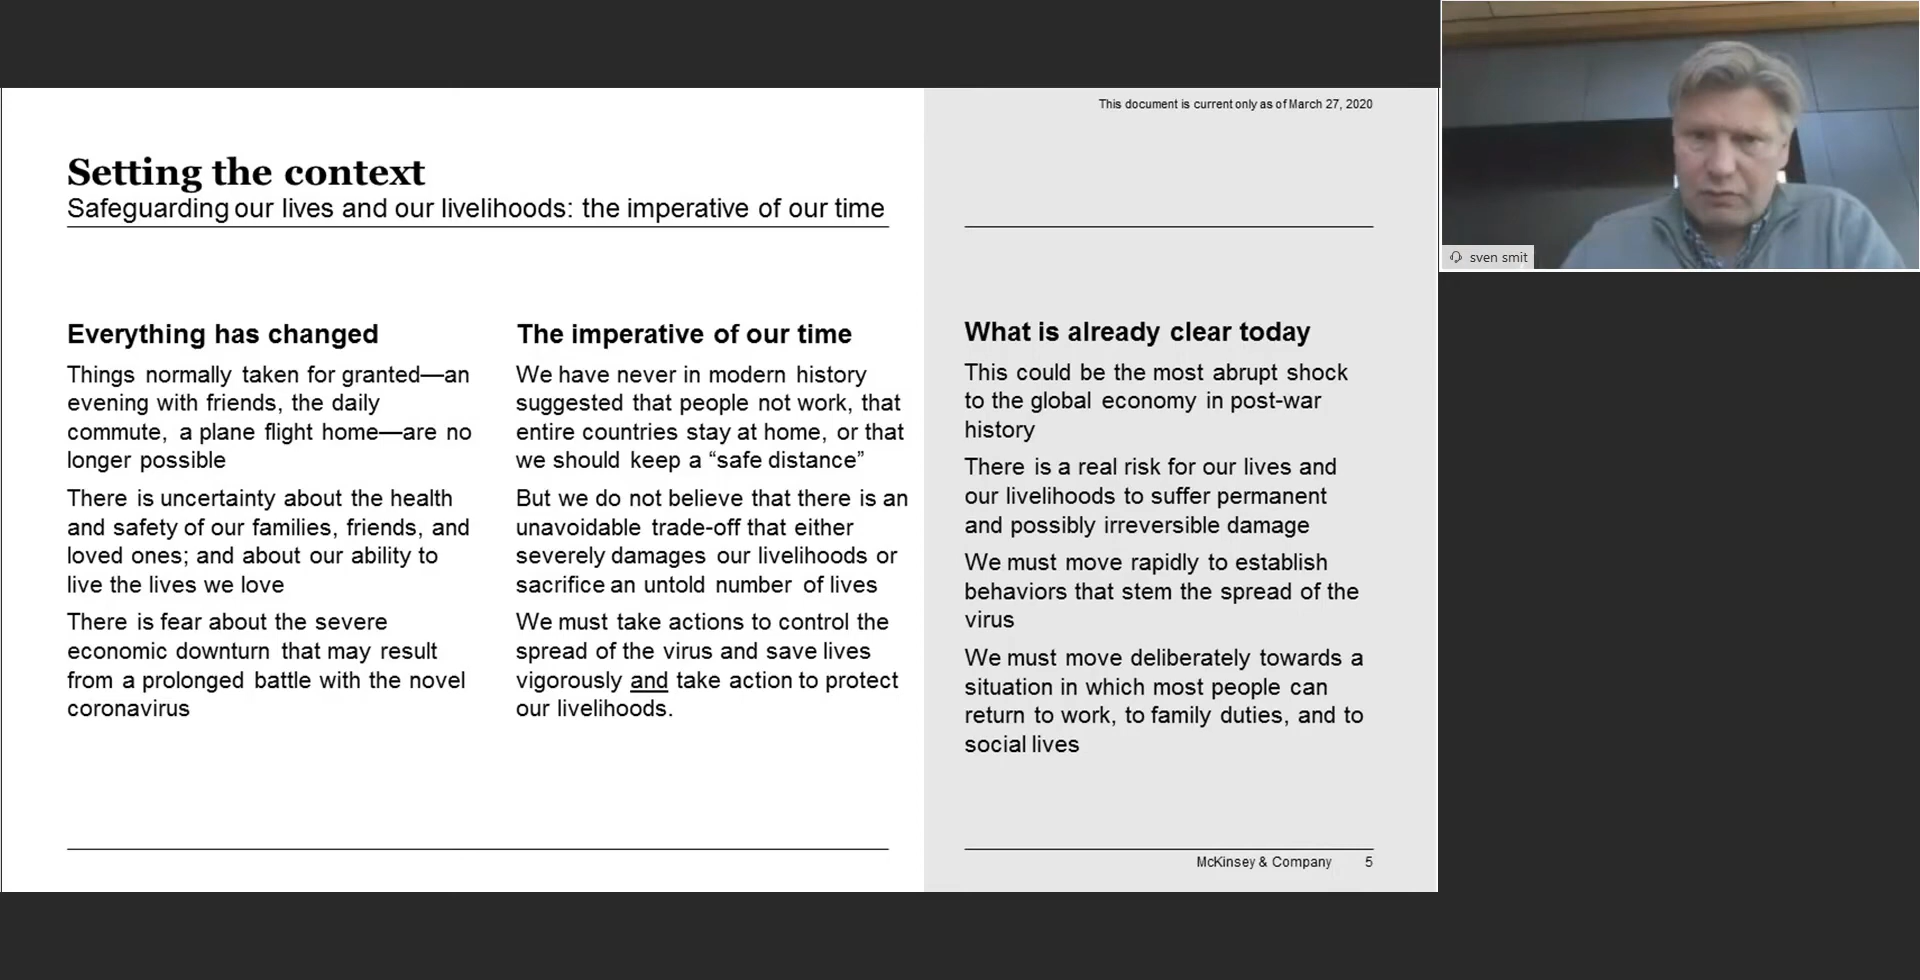 This document is current only as of March 27, 2020
Setting the context
Safeguarding our lives and our livelihoods: the imperative of our time
Everything has changed
Things normally taken for granted—an
evening with friends, the daily
commute, a plane flight home—are no
longer possible
There is uncertainty about the health
and safety of our families, friends, and
loved ones; and about our ability to
live the lives we love
There is fear about the severe
economic downturn that may result
from a prolonged battle with the novel
coronavirus
The imperative of our time
We have never in modern history
suggested that people not work, that
entire countries stay at home, or that
we should keep a “safe distance”
But we do not believe that there is an
unavoidable trade-off that either
severely damages our livelihoods or
sacrifice an untold number of lives
We must take actions to control the
spread of the virus and save lives
vigorously and take action to protect
our livelihoods.
What is already clear today
This could be the most abrupt shock
to the global economy in post-war
history
There is a real risk for our lives and
our livelihoods to suffer permanent
and possibly irreversible damage
We must move rapidly to establish
behaviors that stem the spread of the
virus
We must move deliberately towards a
situation in which most people can
return to work, to family duties, and to
social lives
McKinsey & Company 5
sven smit